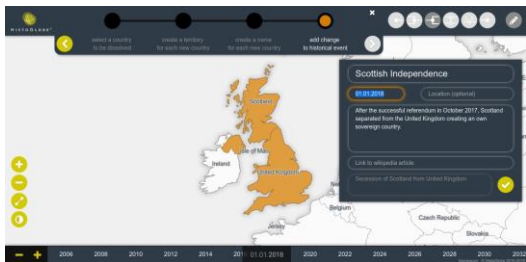 HISTOGLOBE
select a country
to be dissolved
create a territory
for each new country
create a name
for each new country
add change
to historical event
Scottish Independence
01.01.2018
Location (optional)
After the successful referendum in October 2017, Scotland
separated from the United Kingdom creating an own
sovereign country.
Link to wikipedia article
Secession of Scotland from United Kingdom
Scotland
Isle of Man
Ireland
United Kingdom
Belgium
Jersey
Czech Republic
Slovakia
2006
2008
2010
2012
2014
01.01.2018
2020
2022
2024
2026
2028
2030